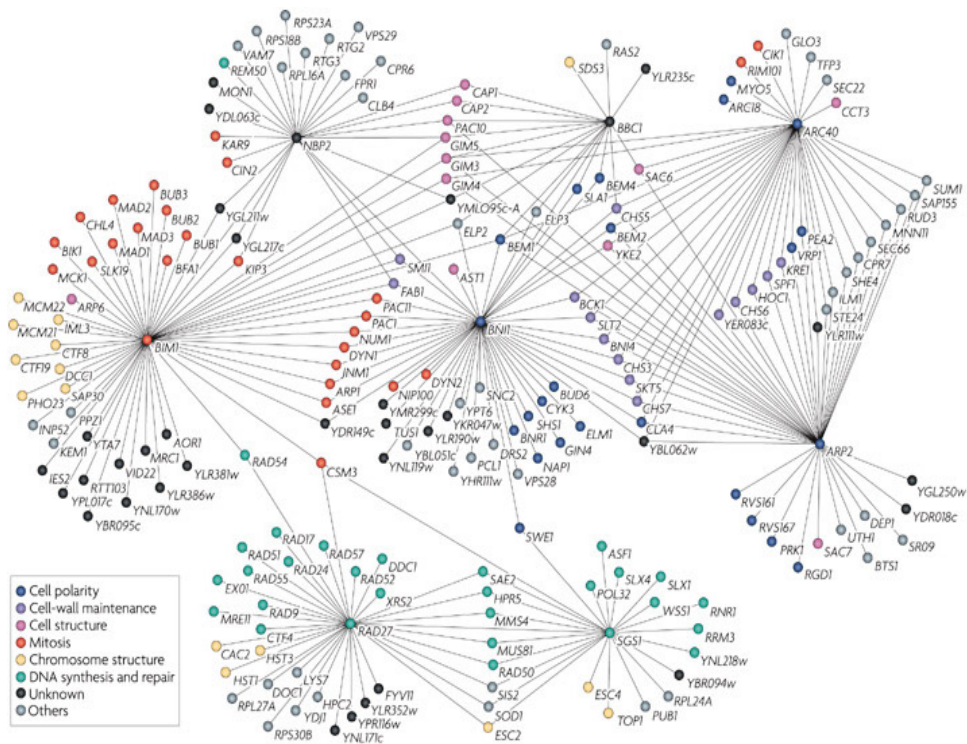 RPS23A
RPS18B
VAM7
REM50
RPL16A
RTG3
RTG2
VPS29
CPR6
FPR1
CLB4
MON1
YDL063c
KAR9
CIN2
NBP2
CAP1
CAP2
PAC10
GIM5
GIM3
GIM4
YMLO95c-A
RAS2
SDS3
YLR235c
BBC1
SLA1
BEM4
SAC6
CHS5
BEM2
YKE2
GLO3
CIK1
RIM101
TFP3
MYO5
SEC22
ARC18
CCT3
ARC40
SUM1
SAP155
RUD3
MNN11
SEC66
CPR7
SHE4
ILM1
STE24
YLR111w
PEA2
VRP1
KRE1
SPF1
HOC1
CHS6
YER083c
YGL211w
YGL217c
KIP3
BUB3
MAD2
BUB2
CHL4
MAD3
MAD1
BUB1
BIK1
SLK19
BFA1
MCK1
ARP6
MCM22
IML3
MCM21
CTF8
CTF19
DCC1
SAP30
PHO23
PPZ1
INP52
KEM1
YTA7
IES2
YPL017c
RTT103
VID22
MRC1
AOR1
YLR381w
YLR386w
YNL170w
YBR095c
BIM1
ELP2
ELP3
BEM1
SMI1
FAB1
AST1
PAC11
PAC1
NUM1
DYN1
JNM1
ARP1
ASE1
YDR149c
BNI1
BCK1
SLT2
BNI4
CHS3
SKT5
CHS7
CLA4
YBL062w
DYN2
NIP100
YMR299c
TUS1
YNL119w
SNC2
YPT6
YKR047w
YLR190w
YBL051c
PCL1
YHR111w
DRS2
VPS28
BUD6
CYK3
SHS1
BNR1
GIN4
ELM1
NAP1
ARP2
RVS161
RVS167
PRK1
RGD1
SAC7
UTH1
BTS1
DEP1
SR09
YDR018c
YGL250w
RAD54
CSM3
SWE1
RAD17
RAD51
RAD57
RAD24
DDC1
RAD55
RAD52
EX01
XRS2
RAD9
MRE11
CTF4
CAC2
HST3
HST1
LYS7
DOC1
RPL27A
HPC2
YDJ1
RPS30B
FYV11
YLR352w
YPR116w
YNL171c
RAD27
SAE2
HPR5
MMS4
MUS81
RAD50
SIS2
SOD1
ESC2
ASF1
SLX4
POL32
SLX1
WSS1
RNR1
RRM3
YNL218w
YBR094w
RPL24A
PUB1
TOP1
ESC4
SGS1
Cell polarity
Cell-wall maintenance
Cell structure
Mitosis
Chromosome structure
DNA synthesis and repair
Unknown
Others